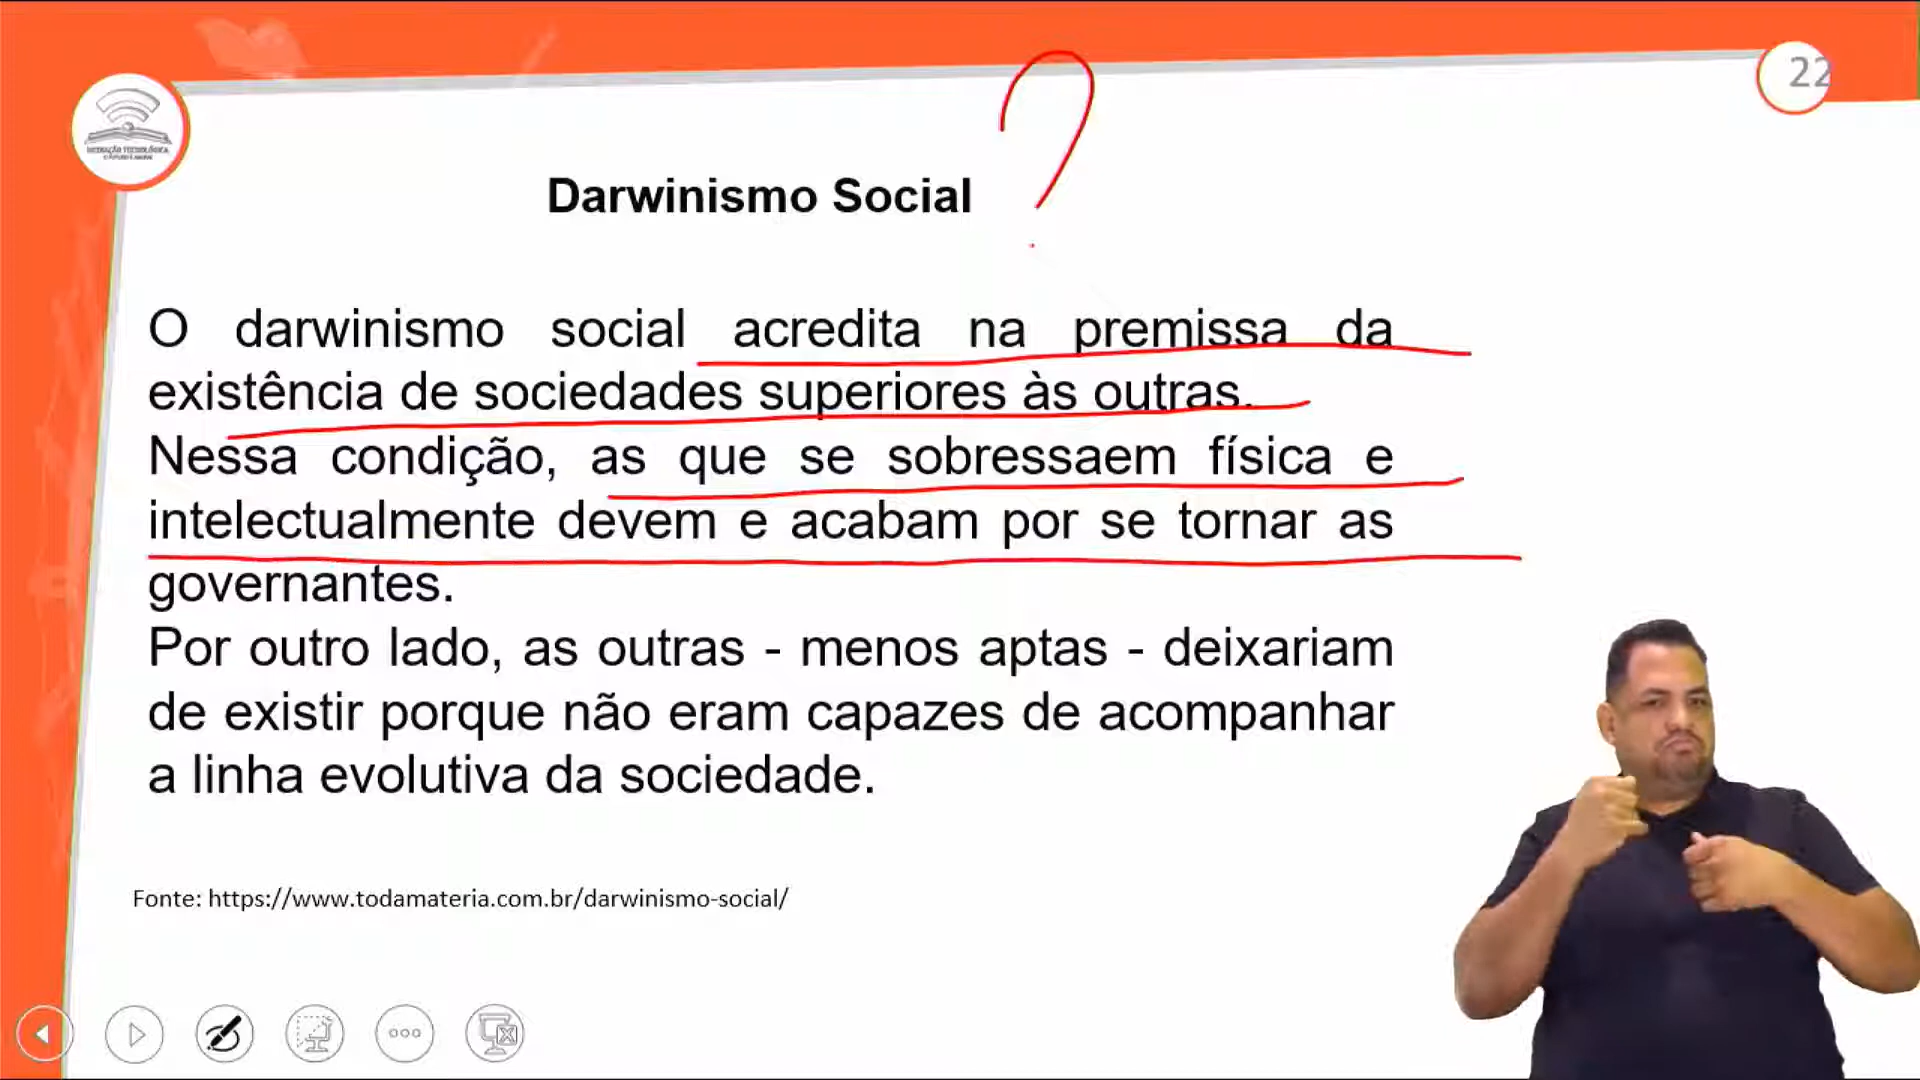 22
MEDIAÇÃO TECNOLÓGICA
Darwinismo Social ?
O darwinismo social acredita na premissa da
existência de sociedades superiores às outras.
Nessa condição, as que se sobressaem física e
intelectualmente devem e acabam por se tornar as
governantes.
Por outro lado, as outras - menos aptas - deixariam
de existir porque não eram capazes de acompanhar
a linha evolutiva da sociedade.
Fonte: https://www.todamateria.com.br/darwinismo-social/